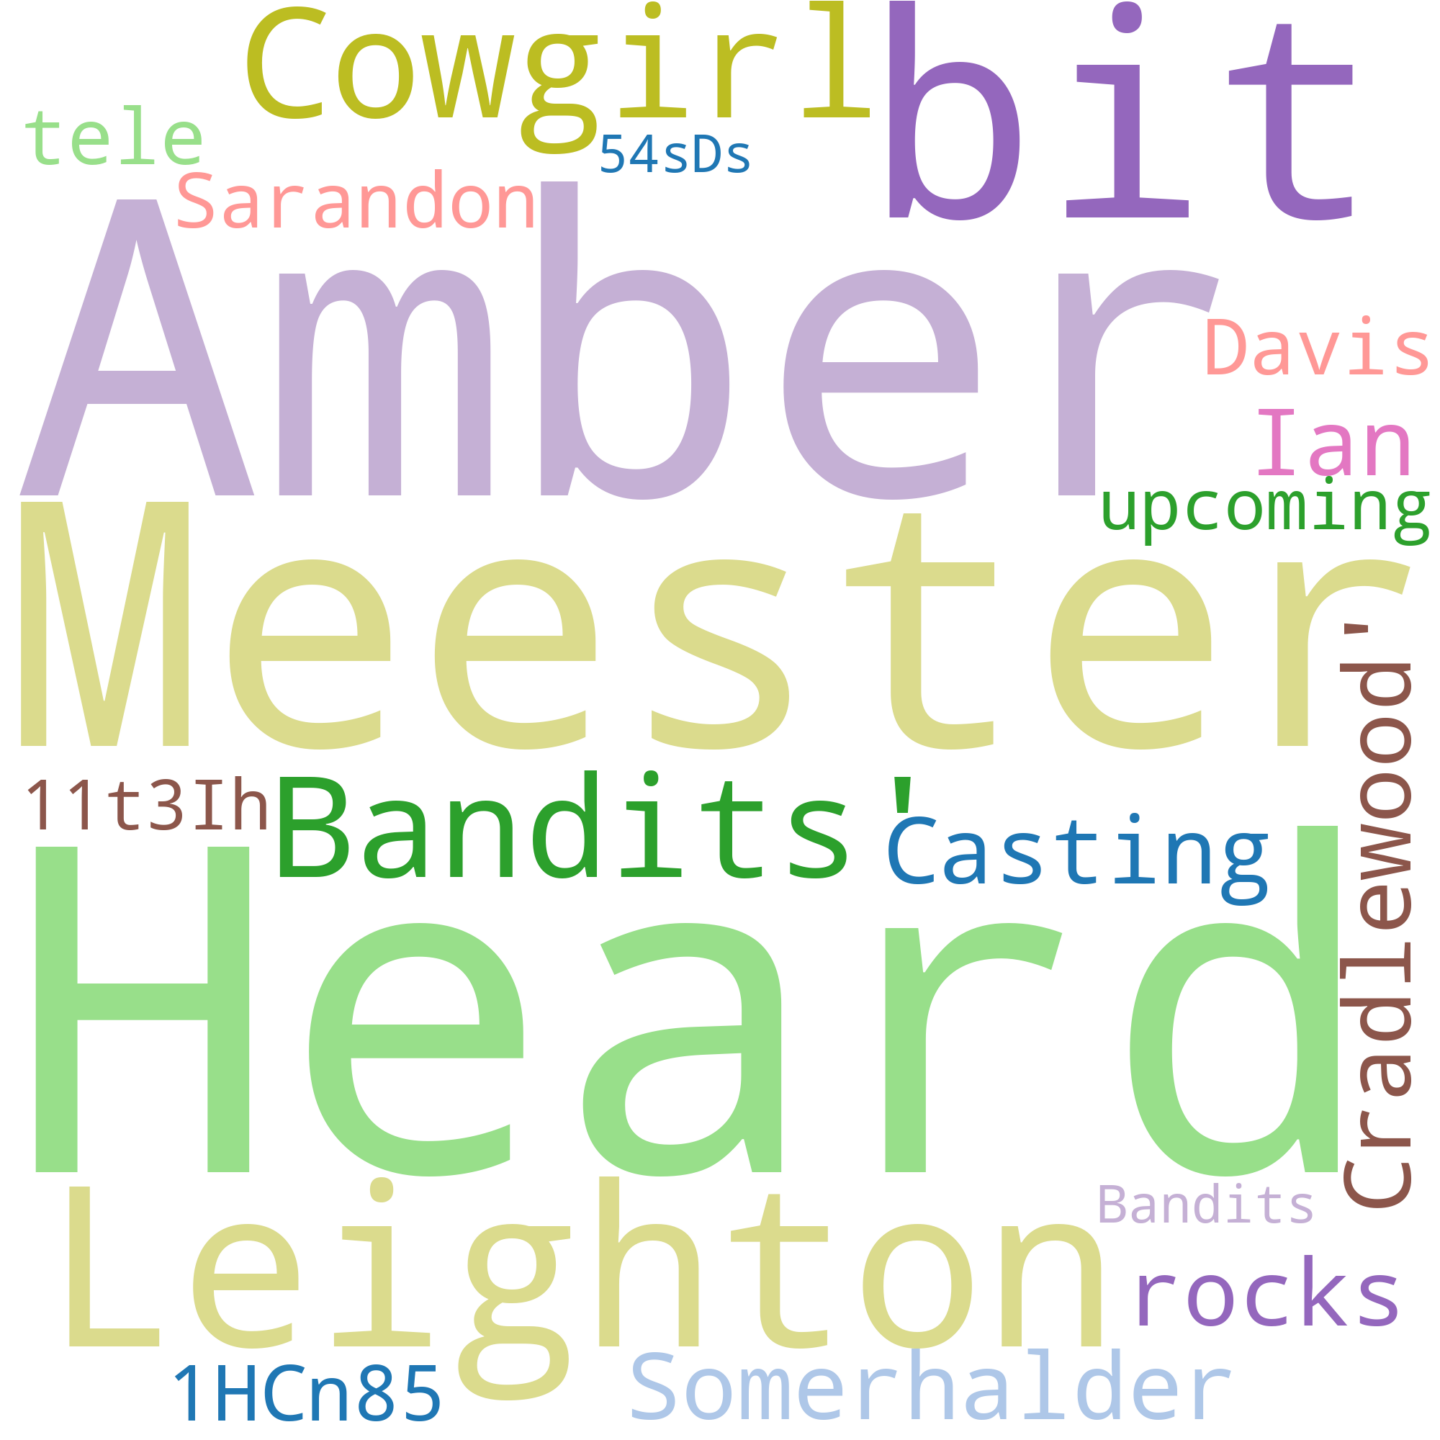 Cowgirl
bit
tele
54sDs
Sarandon
Amber
Davis
Ian
upcoming
Meester
Cradlewood'
11t3Ih
Bandits'
Casting
Heard
Leighton
Bandits
rocks
1HCn85
Somerhalder